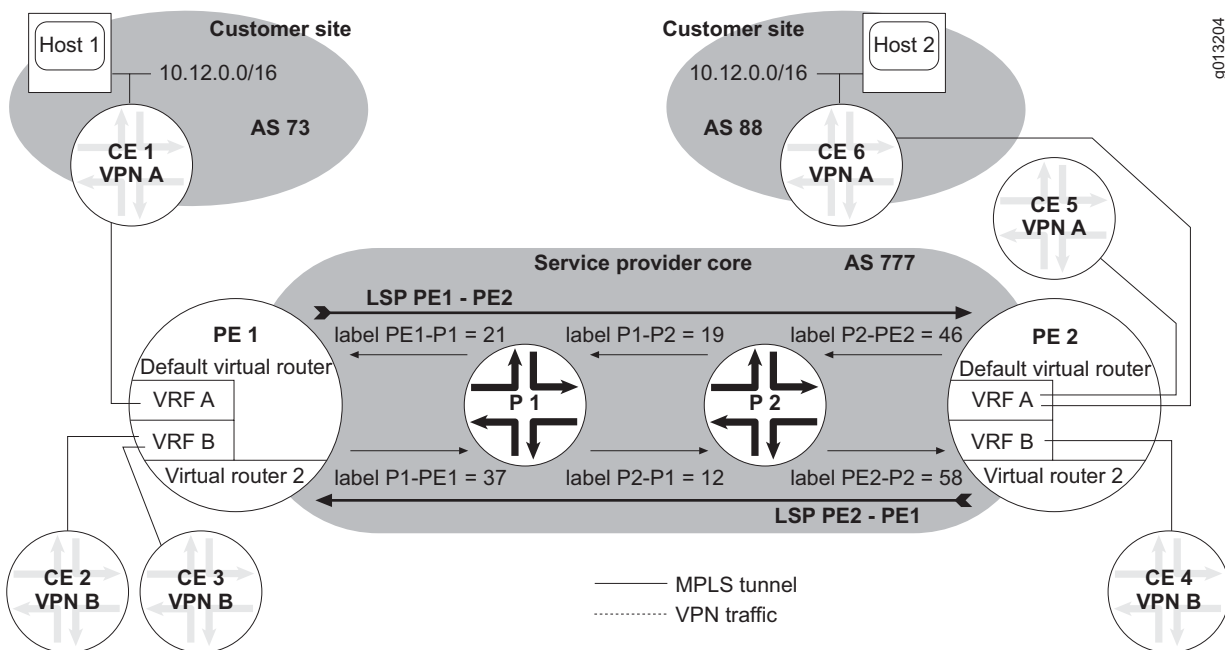 Customer site
Host 1
10.12.0.0/16
AS 73
CE 1
VPN A
Customer site
Host 2
10.12.0.0/16
AS 88
CE 6
VPN A
g013204
CE 5
VPN A
Service provider core
AS 777
LSP PE1 - PE2
label PE1-P1 = 21
label P1-P2 = 19
label P2-PE2 = 46
PE 1
Default virtual router
VRF A
VRF B
Virtual router 2
P 1
P 2
PE 2
Default virtual router
VRF A
VRF B
Virtual router 2
label P1-PE1 = 37
label P2-P1 = 12
label PE2-P2 = 58
LSP PE2 - PE1
CE 2
VPN B
CE 3
VPN B
MPLS tunnel
VPN traffic
CE 4
VPN B